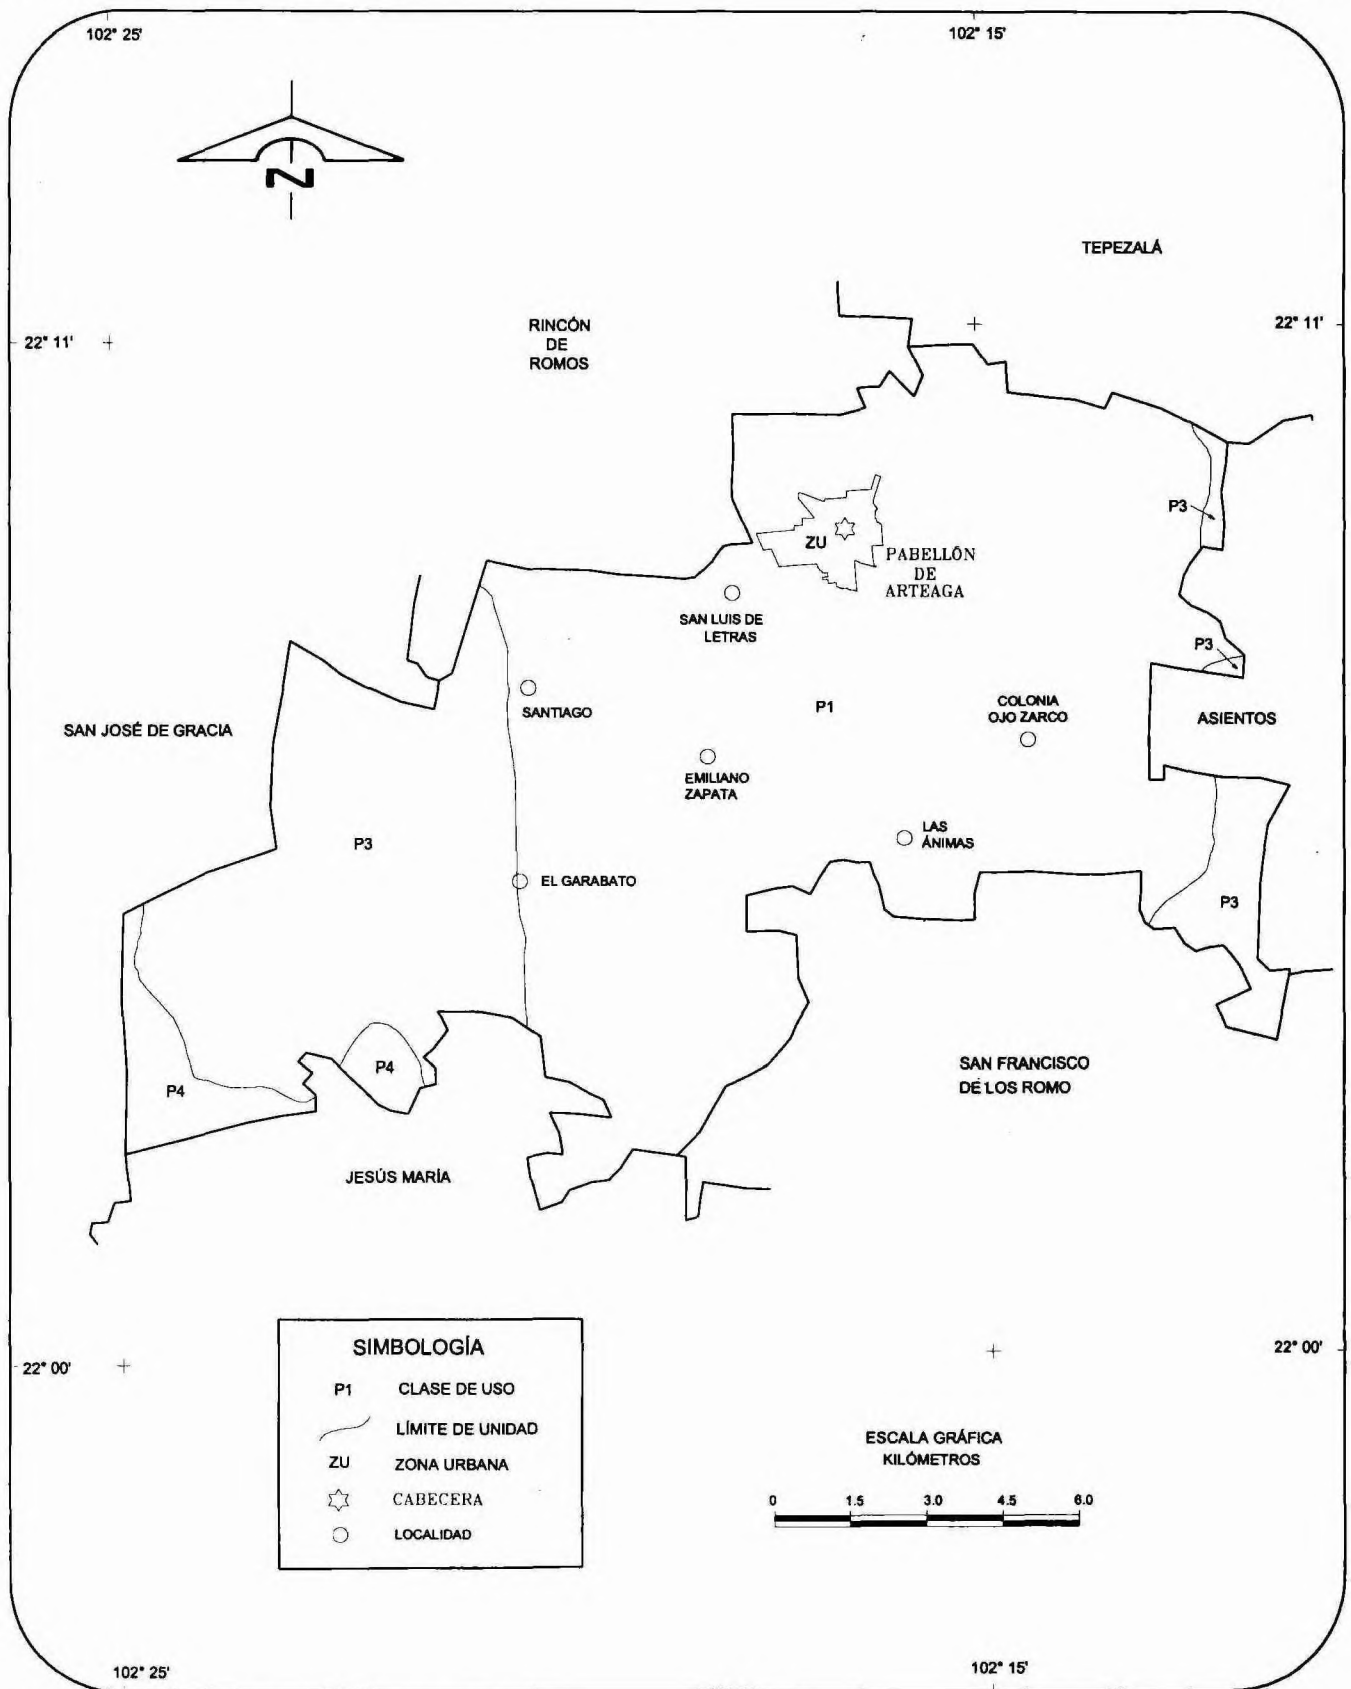 102° 25'
102° 15'
N
TEPEZALÁ
RINCÓN
DE
ROMOS
22° 11'
22° 11'
P3
ZU
PABELLÓN
DE
ARTEAGA
SAN LUIS DE
LETRAS
P3
SANTIAGO
P1
COLONIA
OJO ZARCO
ASIENTOS
SAN JOSÉ DE GRACIA
EMILIANO
ZAPATA
LAS
ÁNIMAS
P3
EL GARABATO
P3
P4
P4
SAN FRANCISCO
DE LOS ROMO
JESÚS MARÍA
SIMBOLOGÍA
P1 CLASE DE USO
LÍMITE DE UNIDAD
ZU ZONA URBANA
CABECERA
LOCALIDAD
22° 00'
22° 00'
ESCALA GRÁFICA
KILÓMETROS
0 1.5 3.0 4.5 6.0
102° 25'
102° 15'